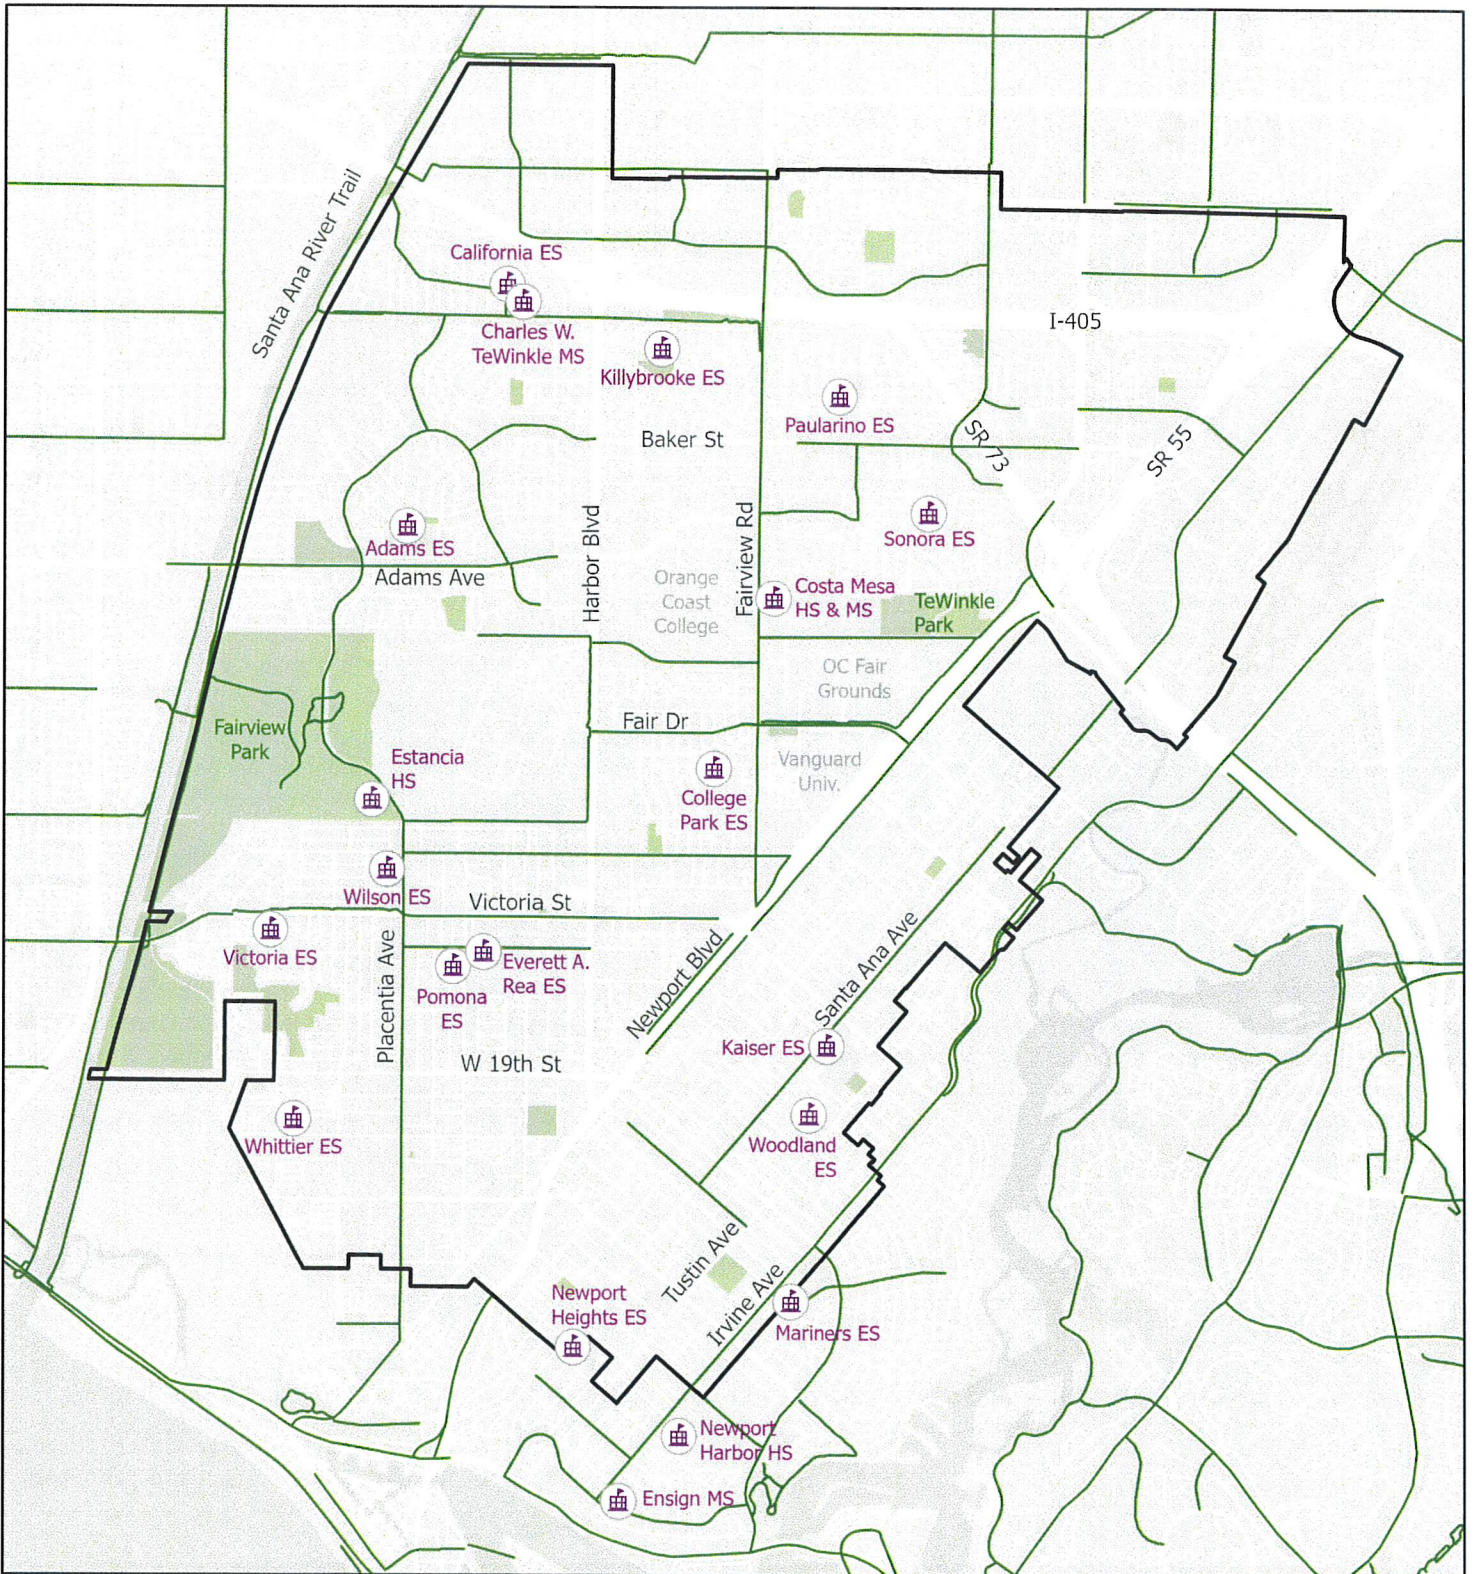 Santa Ana River Trail
California ES
Charles W.
TeWinkle MS
Killybrooke ES
I-405
Paularino ES
Baker St
SR 73
SR 55
Harbor Blvd
Fairview Rd
Sonora ES
Adams ES
Adams Ave
Orange
Coast
College
Costa Mesa
HS & MS
TeWinkle
Park
OC Fair
Grounds
Fair Dr
Fairview
Park
Estancia
HS
Vanguard
Univ.
College
Park ES
Wilson ES
Victoria St
Victoria ES
Placentia Ave
Everett A.
Rea ES
Pomona
ES
Newport Blvd
Santa Ana Ave
Kaiser ES
W 19th St
Whittier ES
Woodland
ES
Tustin Ave
Irvine Ave
Newport
Heights ES
Mariners ES
Newport
Harbor HS
Ensign MS